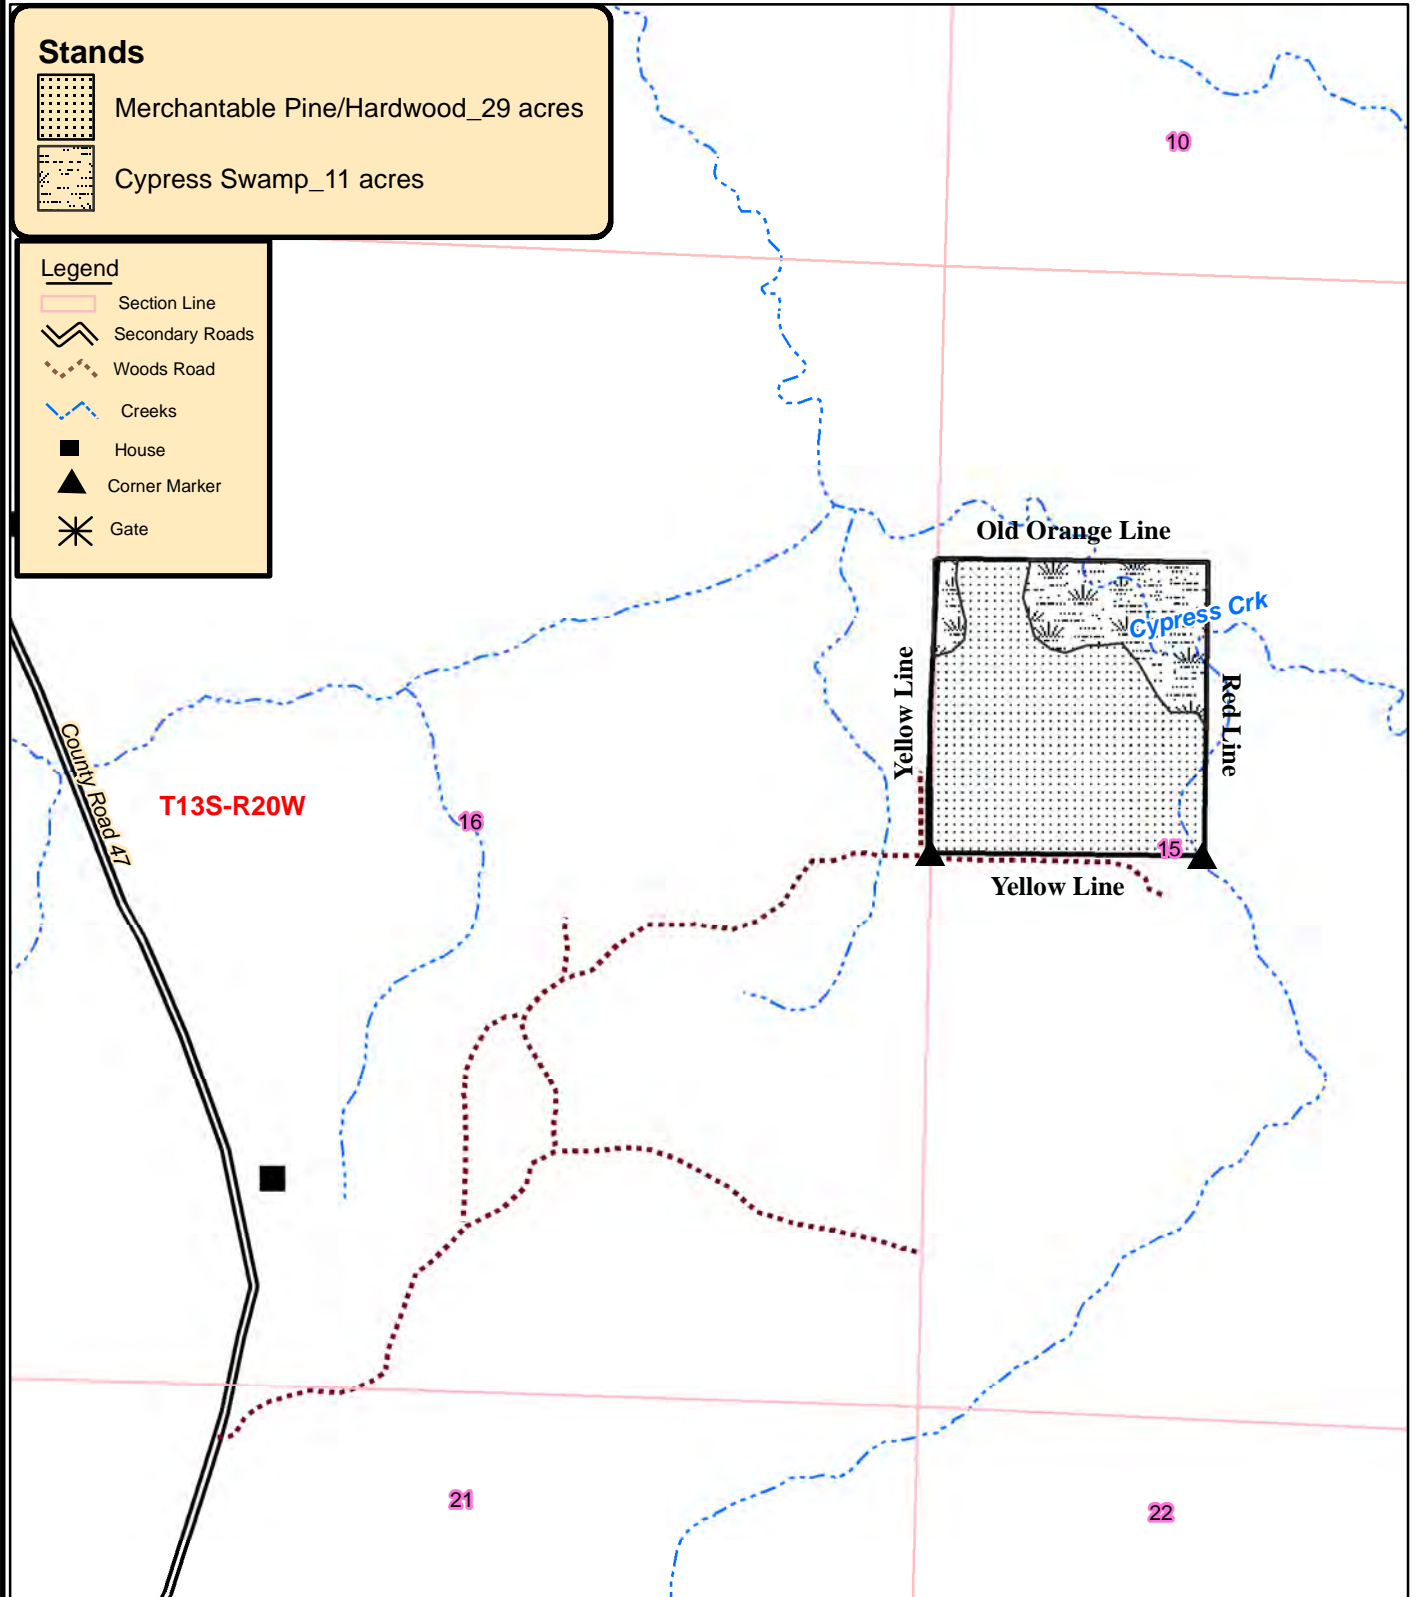 Stands
Merchantable Pine/Hardwood_29 acres
Cypress Swamp_11 acres
Legend
Section Line
Secondary Roads
Woods Road
Creeks
House
Corner Marker
Gate
10
Old Orange Line
Cypress Crk
Yellow Line
Red Line
County Road 47
T13S-R20W
16
15
Yellow Line
21
22